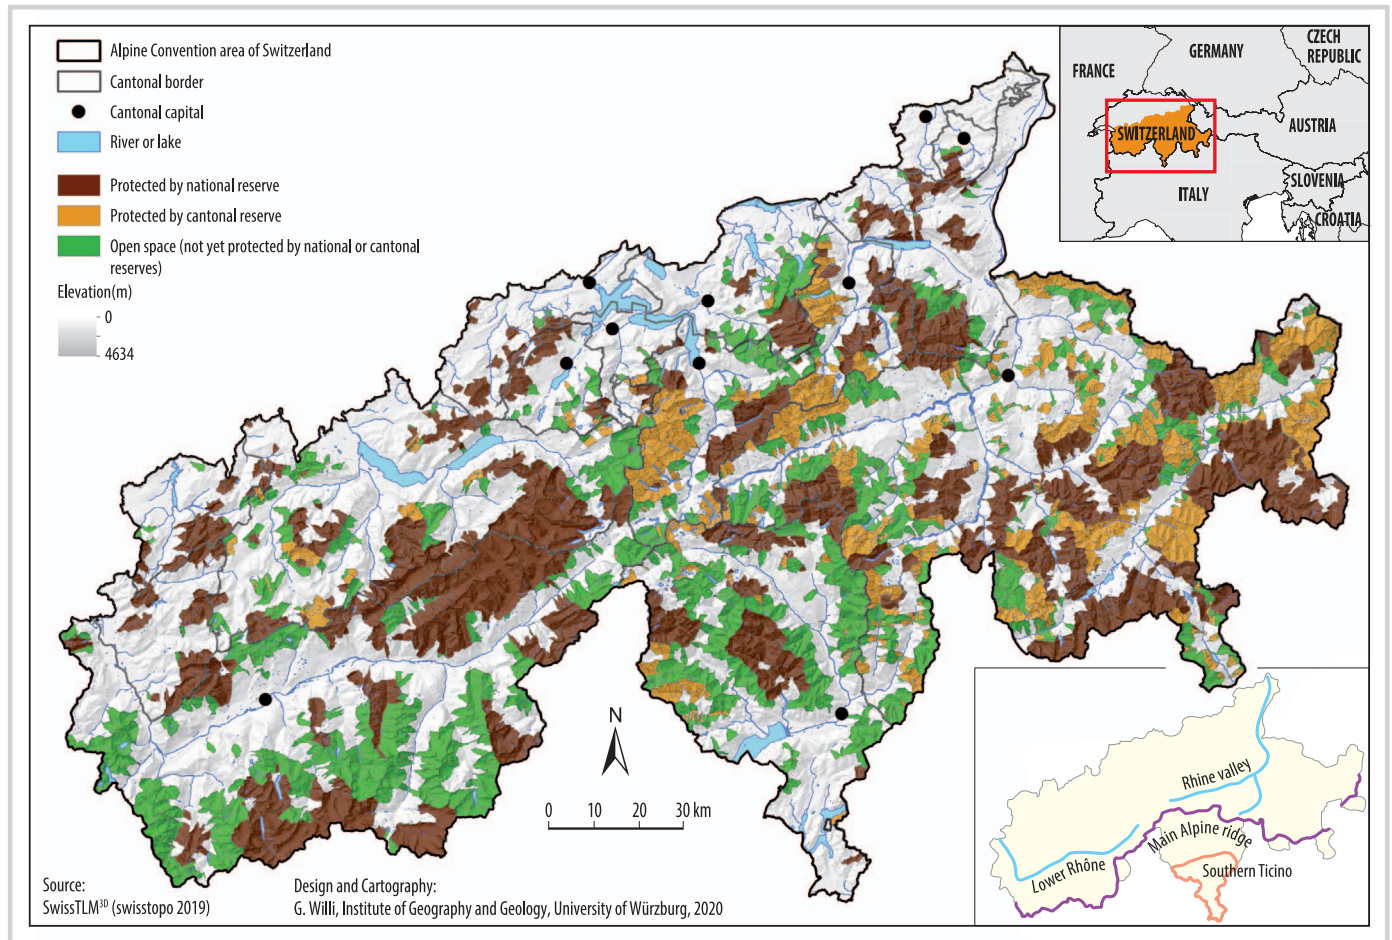 Alpine Convention area of Switzerland
Cantonal border
Cantonal capital
River or lake
Protected by national reserve
Protected by cantonal reserve
Open space (not yet protected by national or cantonal
reserves)
Elevation(m)
0
4634
FRANCE
GERMANY
CZECH
REPUBLIC
SWITZERLAND
AUSTRIA
ITALY
SLOVENIA
CROATIA
N
0 10 20 30 km
Rhine valley
Main Alpine ridge
Lower Rhône
Southern Ticino
Source:
SwissTLM3D (swisstopo 2019)
Design and Cartography:
G. Willi, Institute of Geography and Geology, University of Würzburg, 2020